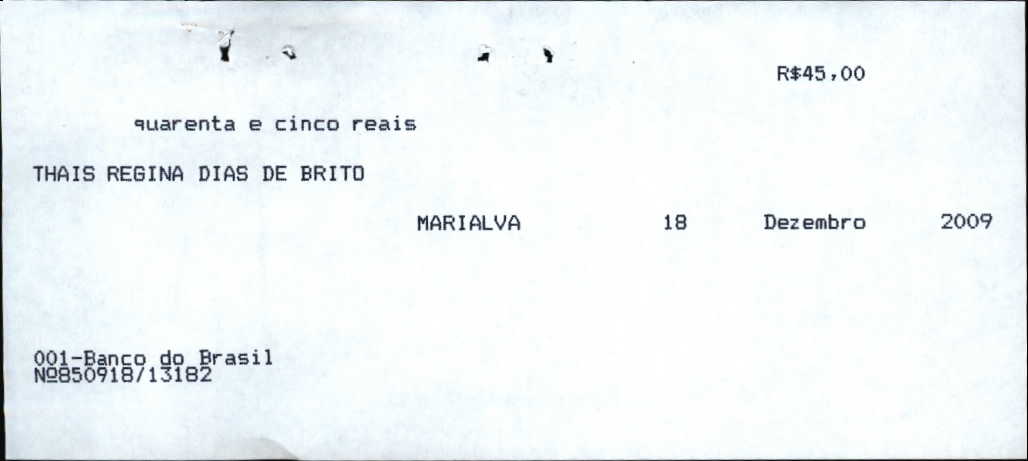 R$45,00
quarenta e cinco reais
THAIS REGINA DIAS DE BRITO
MARIALVA 18 Dezembro 2009
001-Banco do Brasil
Nº850918/13182